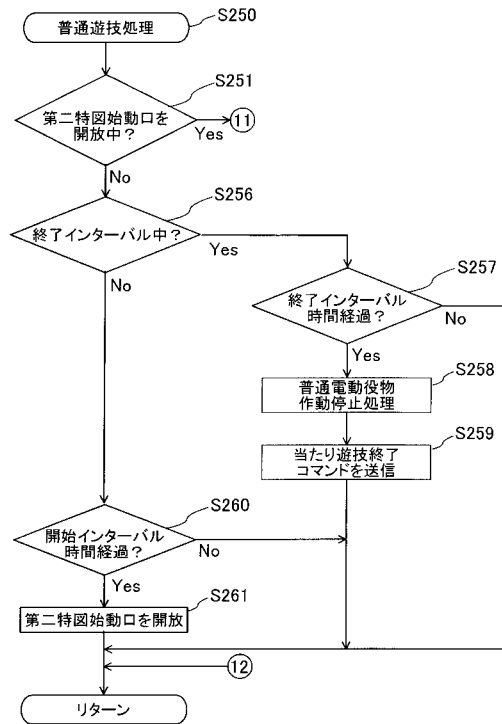 普通遊技処理
S250
S251
第二特図始動口を
開放中？
Yes
⑪
No
S256
終了インターバル中？
Yes
No
S257
終了インターバル
時間経過？
No
Yes
S258
普通電動役物
作動停止処理
S259
当たり遊技終了
コマンドを送信
S260
開始インターバル
時間経過？
No
Yes
S261
第二特図始動口を開放
⑫
リターン